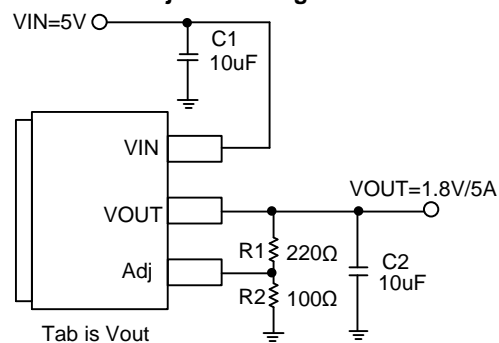 VIN=5V
C1
10uF
VIN
VOUT
Adj
VOUT=1.8V/5A
R1 220Ω
C2
10uF
R2 100Ω
Tab is Vout